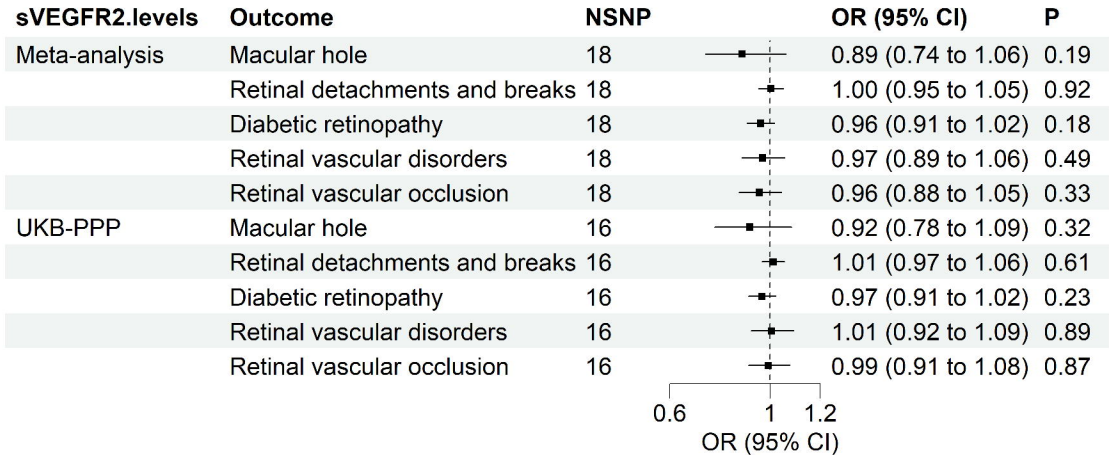 sVEGFR2.levels Outcome NSNP OR (95% CI) P
Meta-analysis Macular hole 18 0.89 (0.74 to 1.06) 0.19
Retinal detachments and breaks 18 1.00 (0.95 to 1.05) 0.92
Diabetic retinopathy 18 0.96 (0.91 to 1.02) 0.18
Retinal vascular disorders 18 0.97 (0.89 to 1.06) 0.49
Retinal vascular occlusion 18 0.96 (0.88 to 1.05) 0.33
UKB-PPP Macular hole 16 0.92 (0.78 to 1.09) 0.32
Retinal detachments and breaks 16 1.01 (0.97 to 1.06) 0.61
Diabetic retinopathy 16 0.97 (0.91 to 1.02) 0.23
Retinal vascular disorders 16 1.01 (0.92 to 1.09) 0.89
Retinal vascular occlusion 16 0.99 (0.91 to 1.08) 0.87
0.6 1 1.2
OR (95% CI)